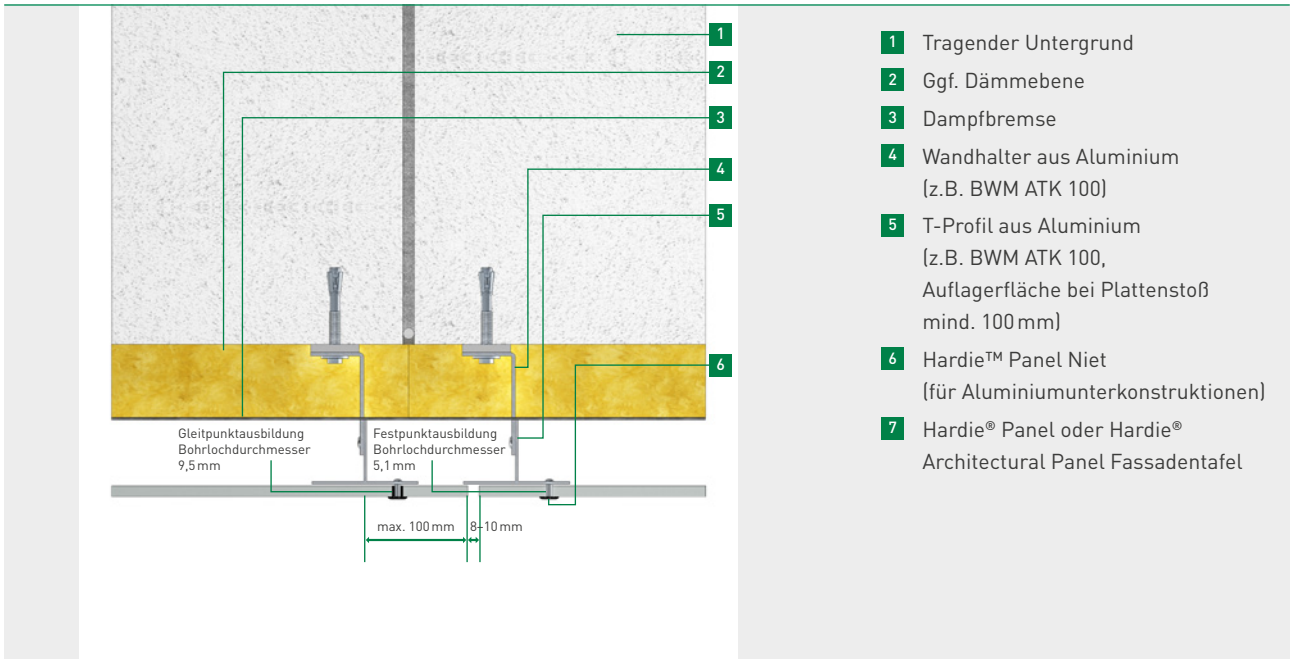 1
2
3
4
5
6
Gleitpunktausbildung
Bohrlochdurchmesser
9,5 mm
Festpunktausbildung
Bohrlochdurchmesser
5,1 mm
max. 100 mm
8–10 mm
1 Tragender Untergrund
2 Ggf. Dämmebene
3 Dampfbremse
4 Wandhalter aus Aluminium
(z.B. BWM ATK 100)
5 T-Profil aus Aluminium
(z.B. BWM ATK 100,
Auflagerfläche bei Plattenstoß
mind. 100 mm)
6 Hardie™ Panel Niet
(für Aluminiumunterkonstruktionen)
7 Hardie® Panel oder Hardie®
Architectural Panel Fassadentafel